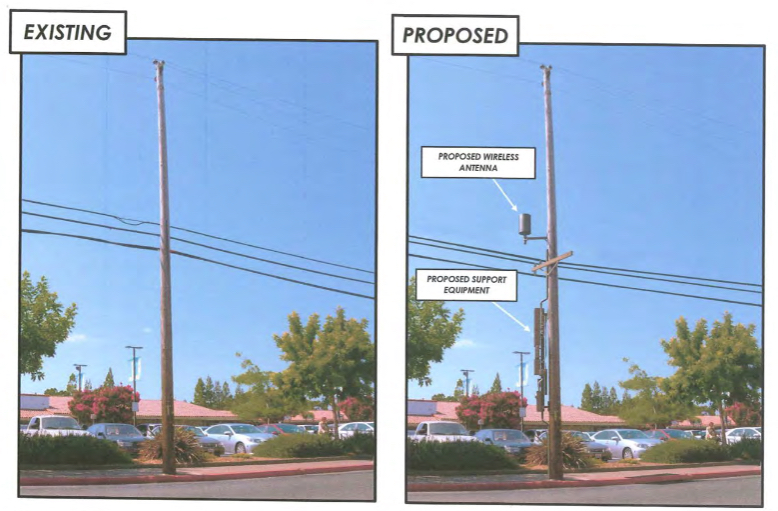 EXISTING
PROPOSED
PROPOSED WIRELESS
ANTENNA
PROPOSED SUPPORT
EQUIPMENT